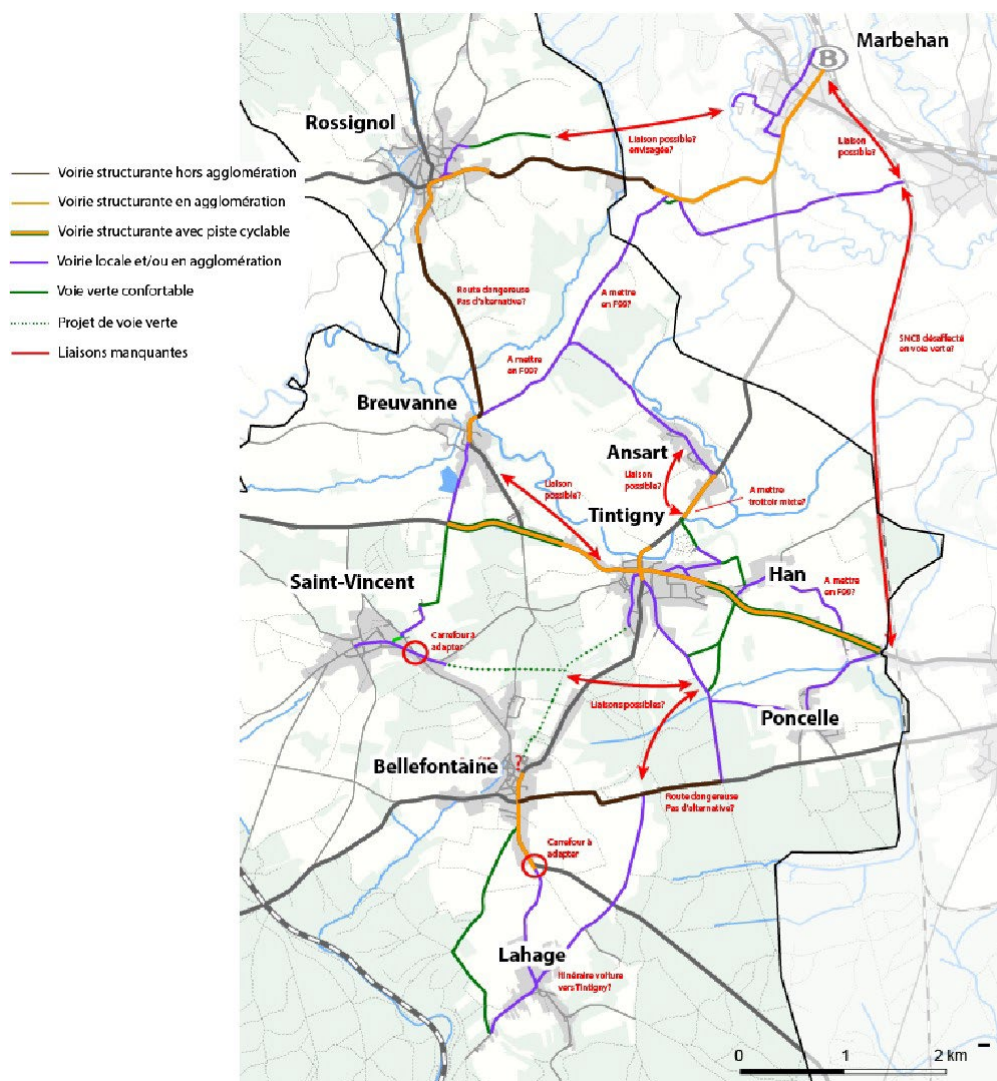 Marbehan
B
Rossignol
Liaison possible?
envisagée?
Liaison
possible?
Voirie structurante hors agglomération
Voirie structurante en agglomération
Voirie structurante avec piste cyclable
Voirie locale et/ou en agglomération
Voie verte confortable
Projet de voie verte
Liaisons manquantes
Route dangereuse
Pas d'alternative?
A mettre
en F99?
SNCB désaffecté
en voie verte?
A mettre
en F99?
Breuvanne
Ansart
Liaison
possible?
Liaison
possible?
A mettre
trottoir mixte?
Tintigny
Han
Saint-Vincent
A mettre
en F99?
Carrefour à
adapter
Liaisons possibles?
Poncelle
Bellefontaine
?
Route dangereuse
Pas d'alternative?
Carrefour à
adapter
Lahage
Itinéraire voiture
vers Tintigny?
0 1 2 km